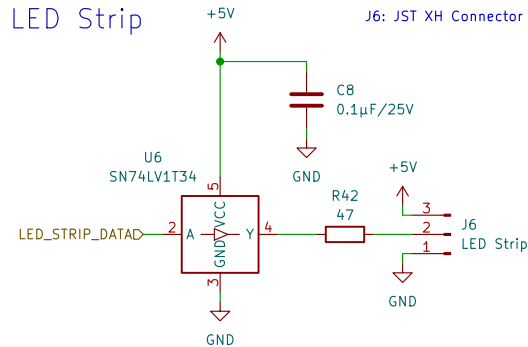 LED Strip
J6: JST XH Connector
+5V
C8
0.1µF/25V
GND
U6
SN74LV1T34
5
VCC
LED_STRIP_DATA
2
A
Y
4
GND
3
GND
R42
47
+5V
3
2
1
J6
LED Strip
GND